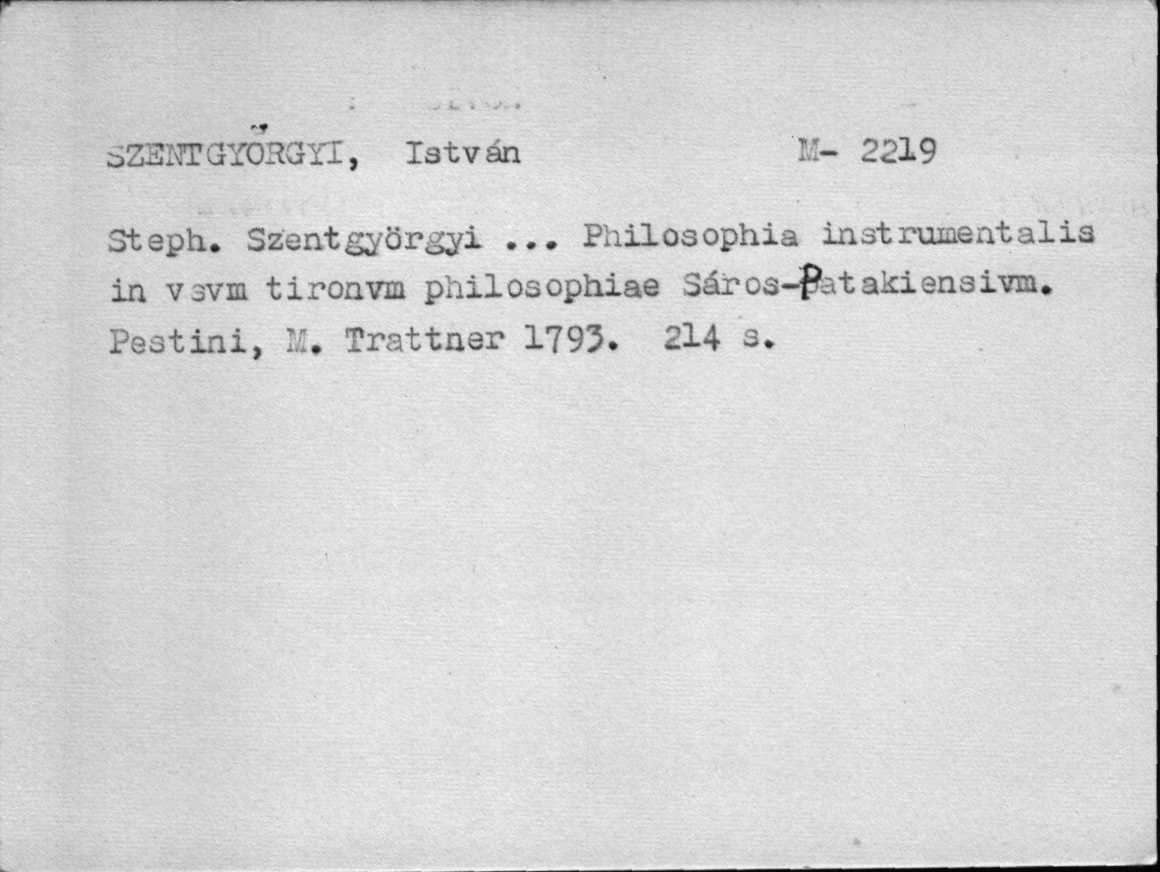 SZENTGYÖRGYI, István M- 2219
Steph. Szentgyörgyi ... Philosophia instrumentalis
in vsvm tironvm philosophiae Sáros-Patakiensivm.
Pestini, M. Trattner 1793. 214 s.